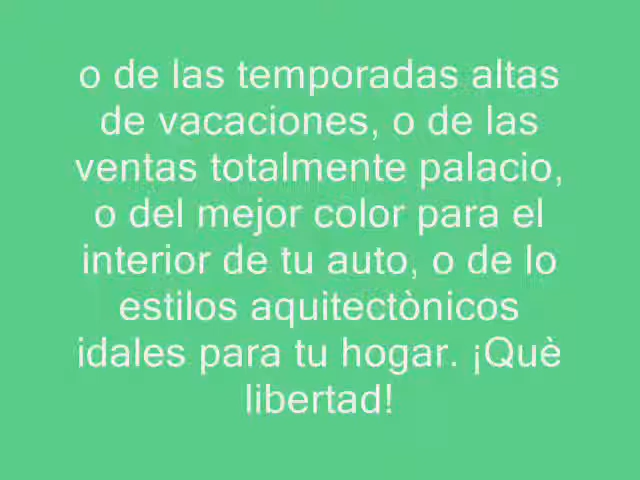 o de las temporadas altas
de vacaciones, o de las
ventas totalmente palacio,
o del mejor color para el
interior de tu auto, o de lo
estilos aquitectònicos
idales para tu hogar. ¡Què
libertad!